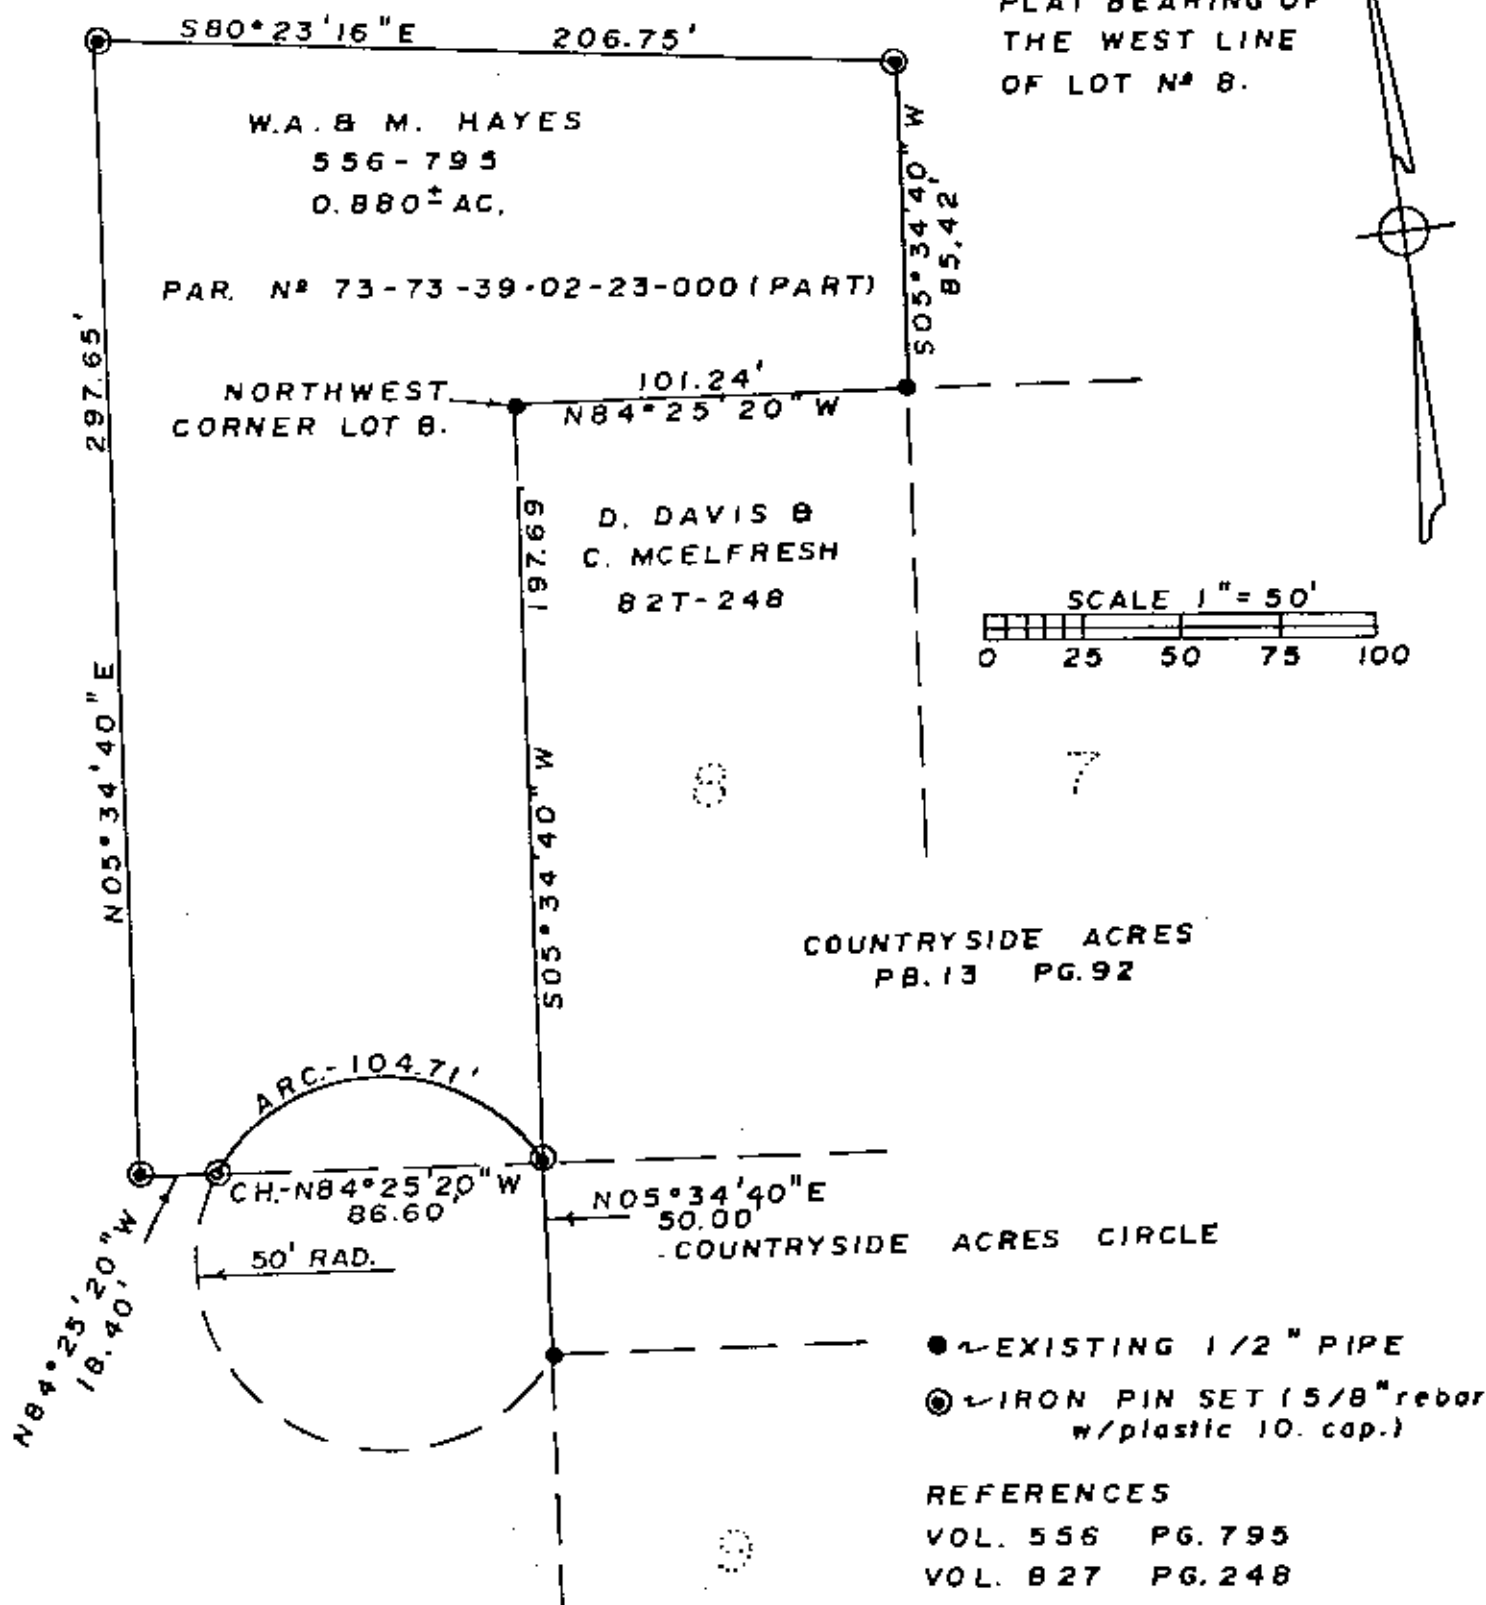 PLAT BEARING OF
THE WEST LINE
OF LOT Nº 8.
S80°23'16"E 206.75'
W.A. & M. HAYES
556-795
0.880± AC.
S05°34'40"W
85.42'
PAR. Nº 73-73-39-02-23-000 (PART)
297.65'
N05°34'40"E
NORTHWEST
CORNER LOT 8.
101.24'
N84°25'20"W
197.69
S05°34'40"W
D. DAVIS &
C. MCELFRESH
827-248
SCALE 1"=50'
0 25 50 75 100
8
7
COUNTRYSIDE ACRES
PB.13 PG.92
ARC.-104.71'
CH.-N84°25'20"W
86.60'
N05°34'40"E
50.00'
COUNTRYSIDE ACRES CIRCLE
50' RAD.
N84°25'20"W
18.40'
EXISTING 1/2" PIPE
IRON PIN SET (5/8" rebar
w/plastic ID. cap.)
REFERENCES
VOL. 556 PG. 795
VOL. 827 PG. 248
9